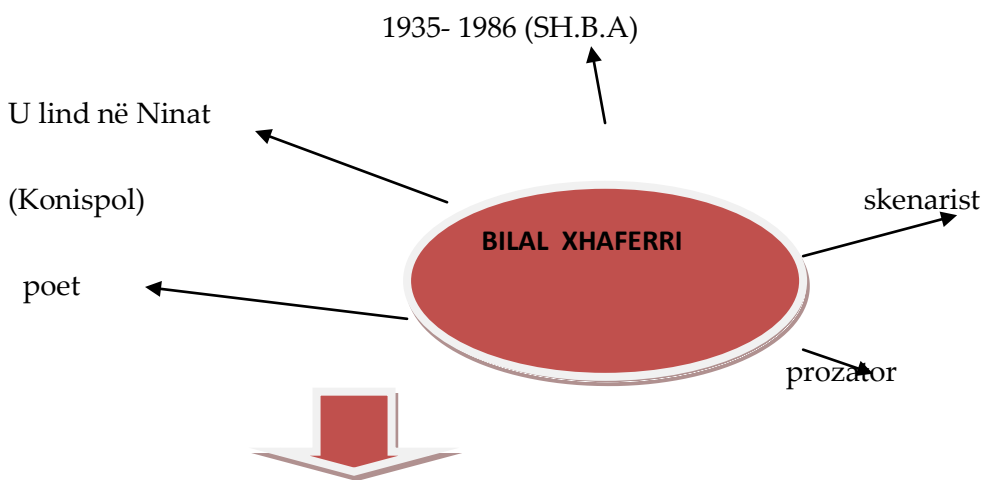 1935- 1986 (SH.B.A)
U lind në Ninat
(Konispol)
skenarist
BILAL XHAFERRI
poet
prozator